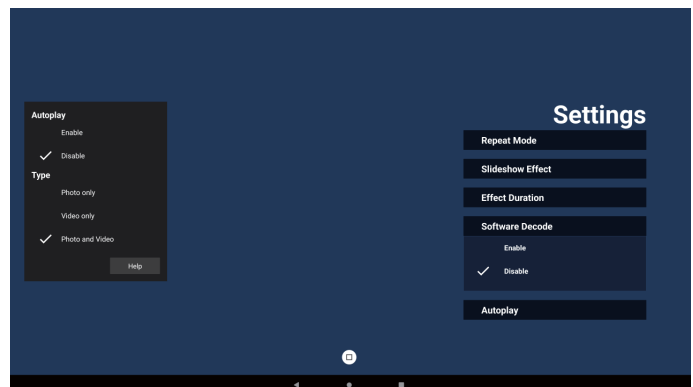 Autoplay
Enable
Disable
Type
Photo only
Video only
Photo and Video
Help
Settings
Repeat Mode
Slideshow Effect
Effect Duration
Software Decode
Enable
Disable
Autoplay